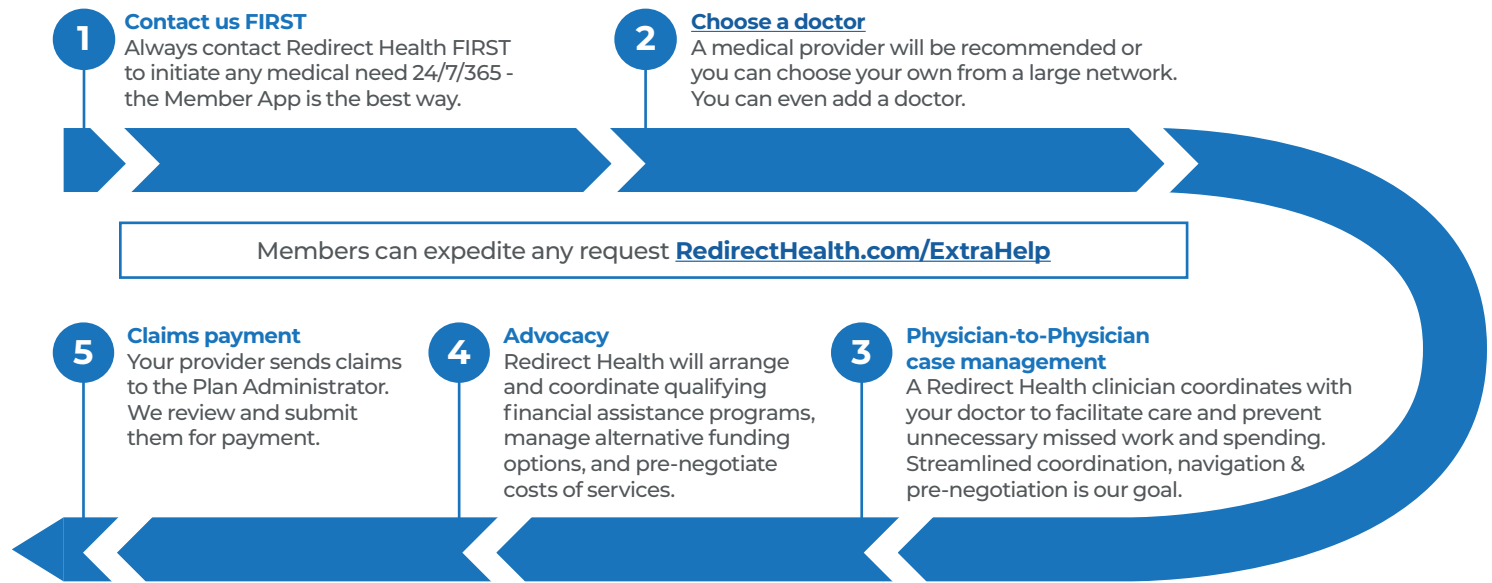 1
Contact us FIRST
Always contact Redirect Health FIRST
to initiate any medical need 24/7/365 -
the Member App is the best way.
2
Choose a doctor
A medical provider will be recommended or
you can choose your own from a large network.
You can even add a doctor.
Members can expedite any request RedirectHealth.com/ExtraHelp
3
Physician-to-Physician
case management
A Redirect Health clinician coordinates with
your doctor to facilitate care and prevent
unnecessary missed work and spending.
Streamlined coordination, navigation &
pre-negotiation is our goal.
4
Advocacy
Redirect Health will arrange
and coordinate qualifying
financial assistance programs,
manage alternative funding
options, and pre-negotiate
costs of services.
5
Claims payment
Your provider sends claims
to the Plan Administrator.
We review and submit
them for payment.